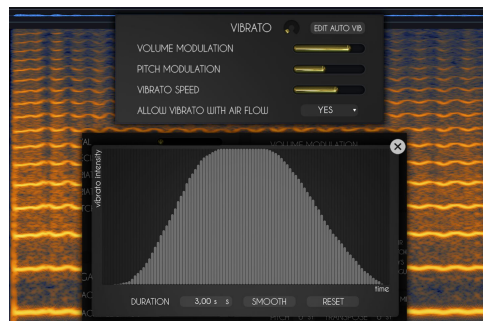 VIBRATO EDIT AUTO VIB
VOLUME MODULATION
PITCH MODULATION
VIBRATO SPEED
ALLOW VIBRATO WITH AIR FLOW YES
VOLUME MODULATION
vibrato intensity
time
DURATION 3,00 s s SMOOTH RESET